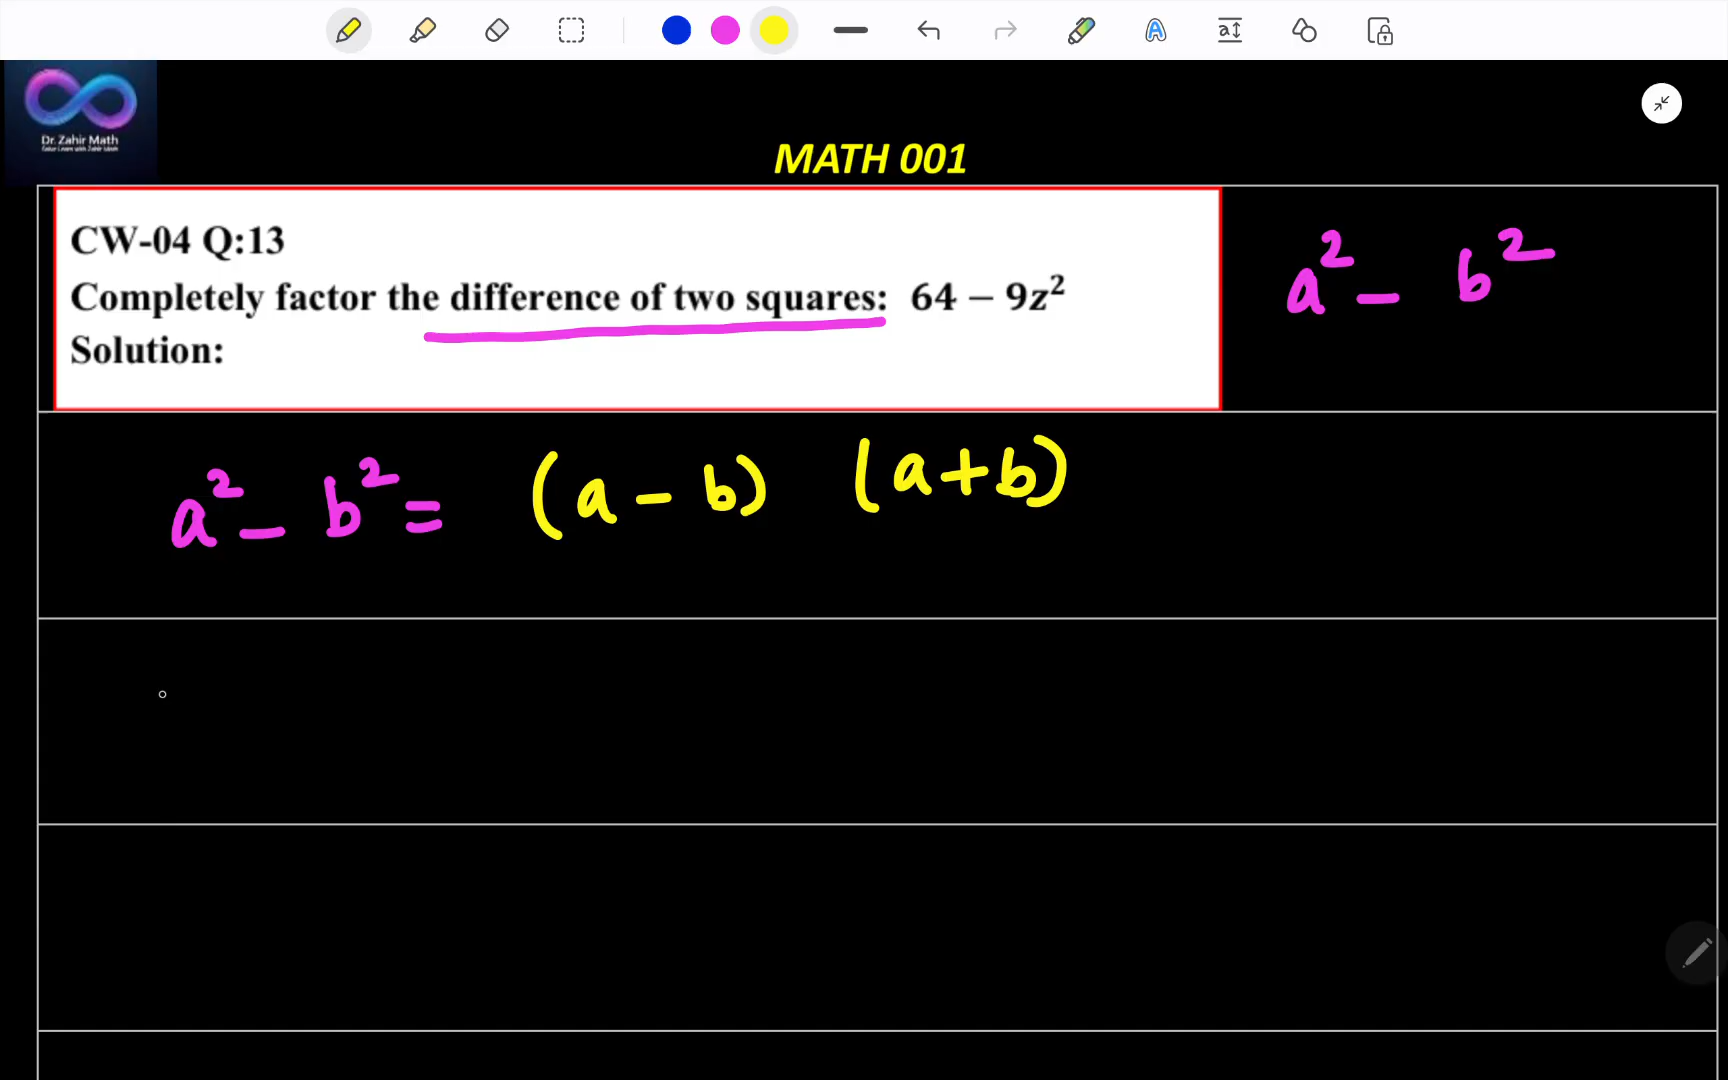 Dr. Zahir Math
MATH 001
CW-04 Q:13
Completely factor the difference of two squares: 64 − 9z²
Solution:
a² − b²
a² − b² = (a − b) (a + b)